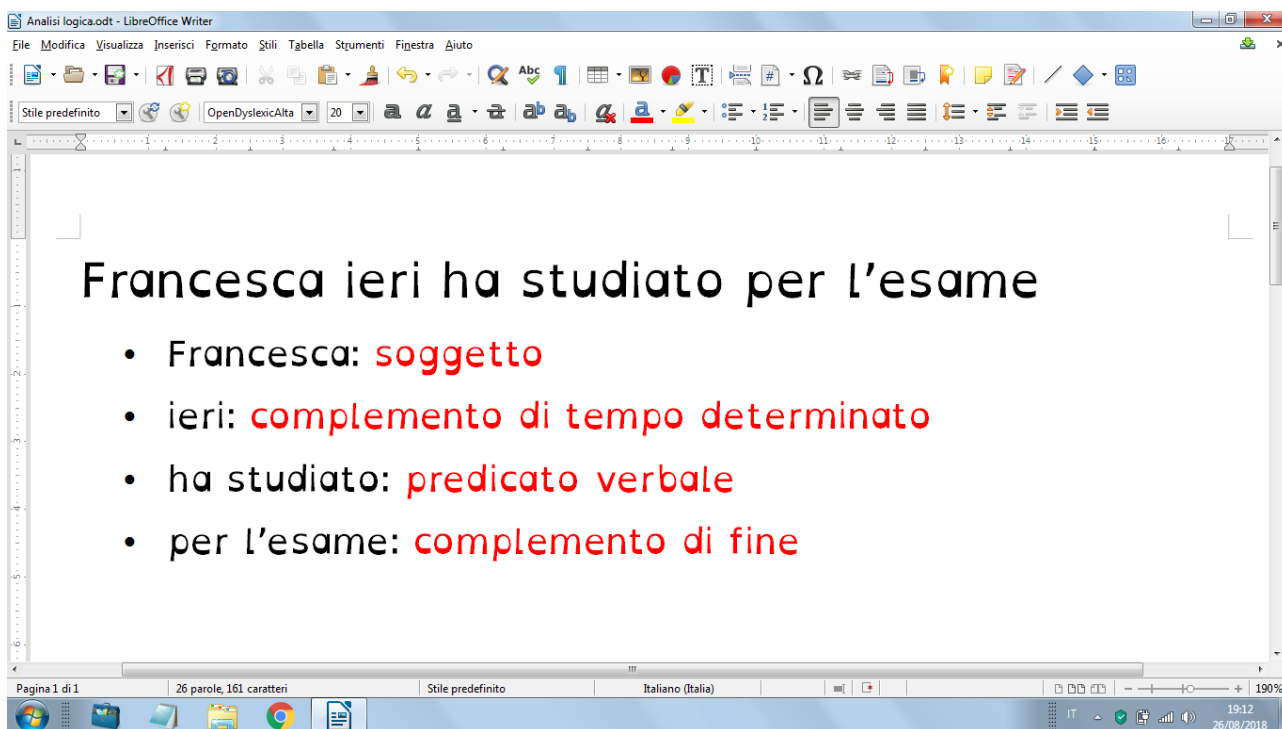 Analisi logica.odt - LibreOffice Writer
File Modifica Visualizza Inserisci Formato Stili Tabella Strumenti Finestra Aiuto
Stile predefinito OpenDyslexicAlta 20
Francesca ieri ha studiato per l'esame
• Francesca: soggetto
• ieri: complemento di tempo determinato
• ha studiato: predicato verbale
• per l'esame: complemento di fine
Pagina 1 di 1 26 parole, 161 caratteri Stile predefinito Italiano (Italia) 190%
IT 19:12
26/08/2018